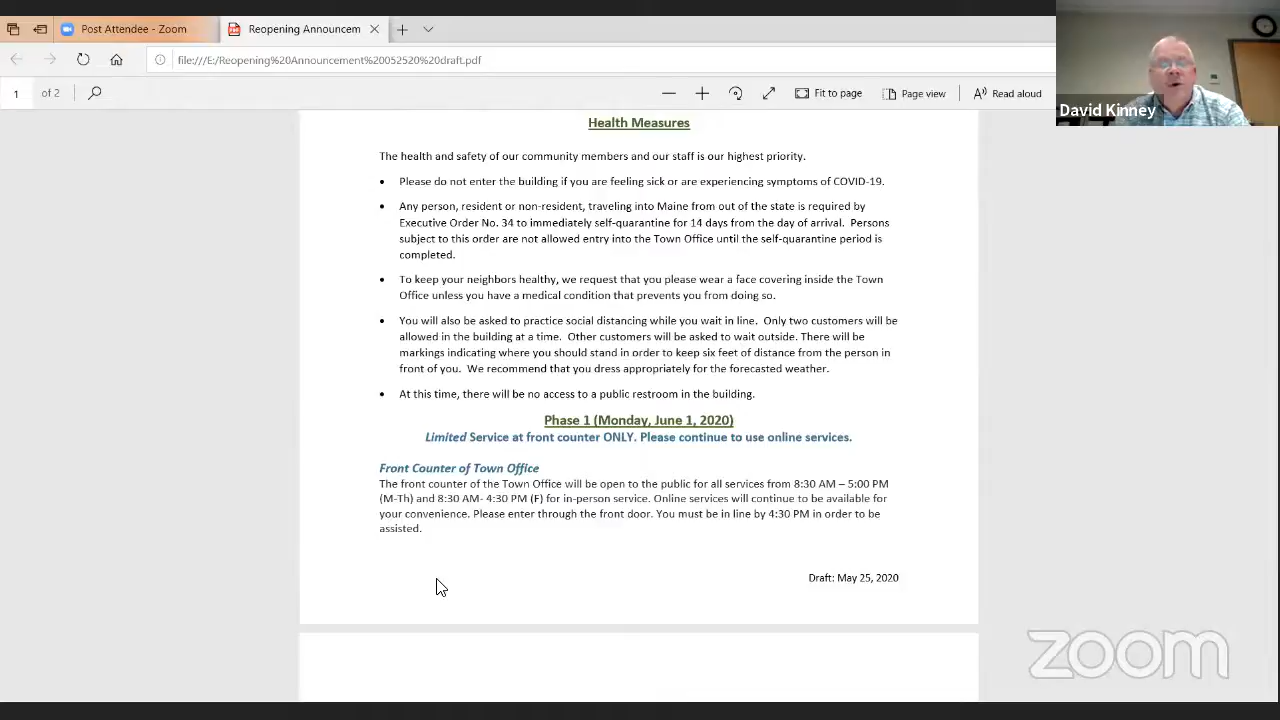 Post Attendee - Zoom
Reopening Announcem
file:///E:/Reopening%20Announcement%20052520%20draft.pdf
1 of 2
Fit to page
Page view
Read aloud
David Kinney
Health Measures
The health and safety of our community members and our staff is our highest priority.
• Please do not enter the building if you are feeling sick or are experiencing symptoms of COVID-19.
• Any person, resident or non-resident, traveling into Maine from out of the state is required by
Executive Order No. 34 to immediately self-quarantine for 14 days from the day of arrival. Persons
subject to this order are not allowed entry into the Town Office until the self-quarantine period is
completed.
• To keep your neighbors healthy, we request that you please wear a face covering inside the Town
Office unless you have a medical condition that prevents you from doing so.
• You will also be asked to practice social distancing while you wait in line. Only two customers will be
allowed in the building at a time. Other customers will be asked to wait outside. There will be
markings indicating where you should stand in order to keep six feet of distance from the person in
front of you. We recommend that you dress appropriately for the forecasted weather.
• At this time, there will be no access to a public restroom in the building.
Phase 1 (Monday, June 1, 2020)
Limited Service at front counter ONLY. Please continue to use online services.
Front Counter of Town Office
The front counter of the Town Office will be open to the public for all services from 8:30 AM – 5:00 PM
(M-Th) and 8:30 AM- 4:30 PM (F) for in-person service. Online services will continue to be available for
your convenience. Please enter through the front door. You must be in line by 4:30 PM in order to be
assisted.
Draft: May 25, 2020
zoom